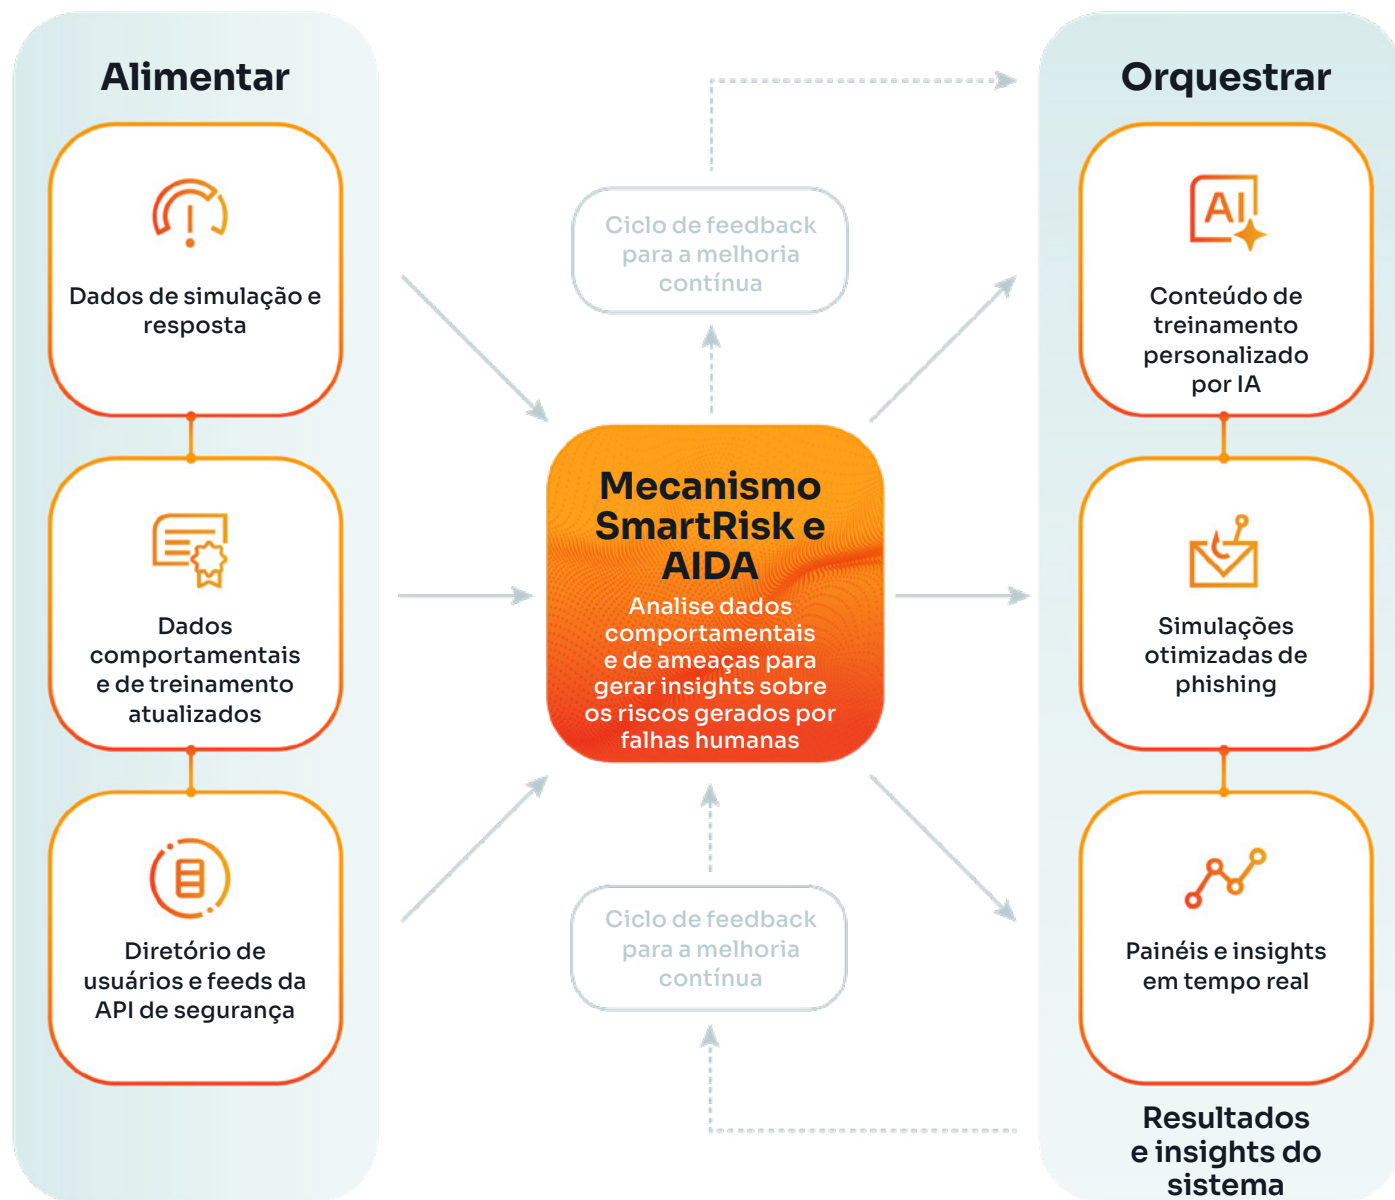 Alimentar
Dados de simulação e
resposta
Dados
comportamentais
e de treinamento
atualizados
Diretório de
usuários e feeds da
API de segurança
Ciclo de feedback
para a melhoria
contínua
Mecanismo
SmartRisk e
AIDA
Analise dados
comportamentais
e de ameaças para
gerar insights sobre
os riscos gerados por
falhas humanas
Ciclo de feedback
para a melhoria
contínua
Orquestrar
AI
Conteúdo de
treinamento
personalizado
por IA
Simulações
otimizadas de
phishing
Painéis e insights
em tempo real
Resultados
e insights do
sistema